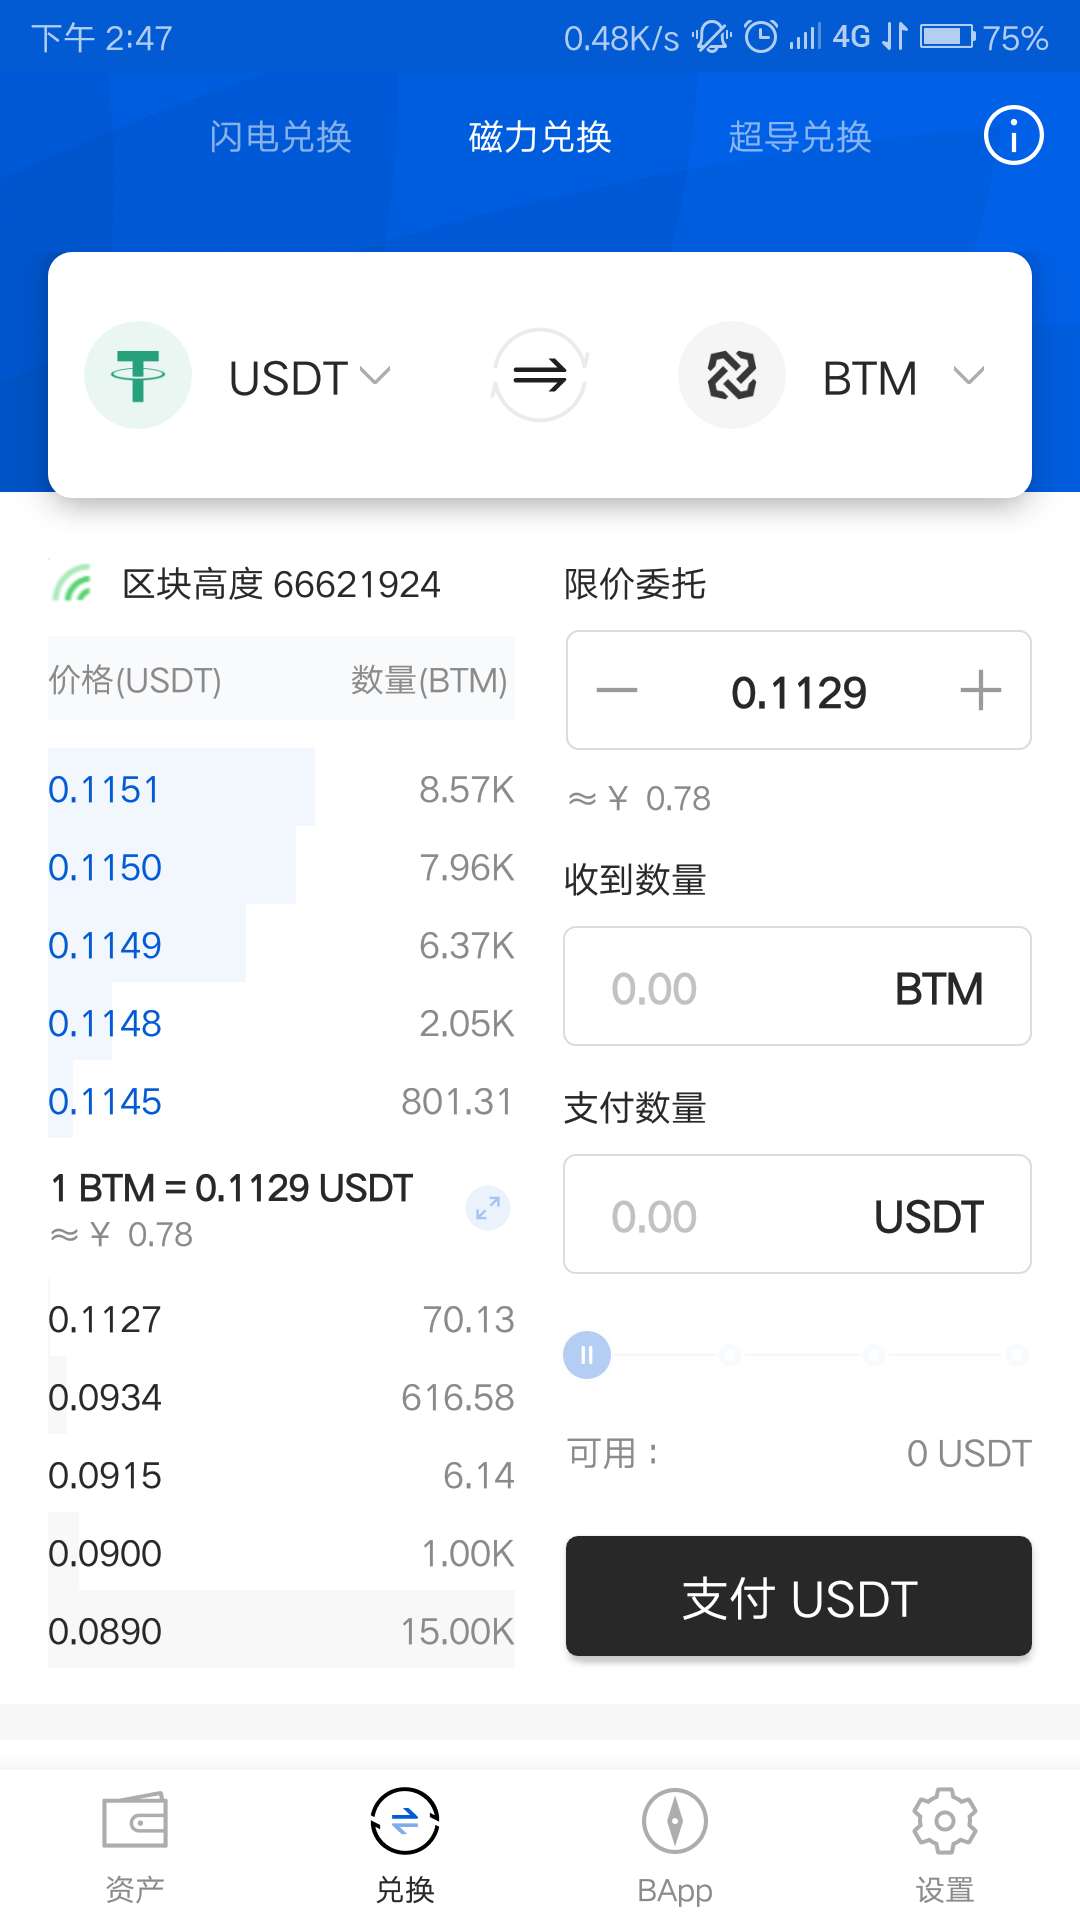 下午 2:47 0.48K/s 4G 75%
闪电兑换 磁力兑换 超导兑换
USDT BTM
区块高度 66621924
价格(USDT) 数量(BTM)
0.1151 8.57K
0.1150 7.96K
0.1149 6.37K
0.1148 2.05K
0.1145 801.31
1 BTM = 0.1129 USDT
≈ ¥ 0.78
0.1127 70.13
0.0934 616.58
0.0915 6.14
0.0900 1.00K
0.0890 15.00K
限价委托
0.1129
≈ ¥ 0.78
收到数量
0.00 BTM
支付数量
0.00 USDT
可用： 0 USDT
支付 USDT
资产 兑换 BApp 设置